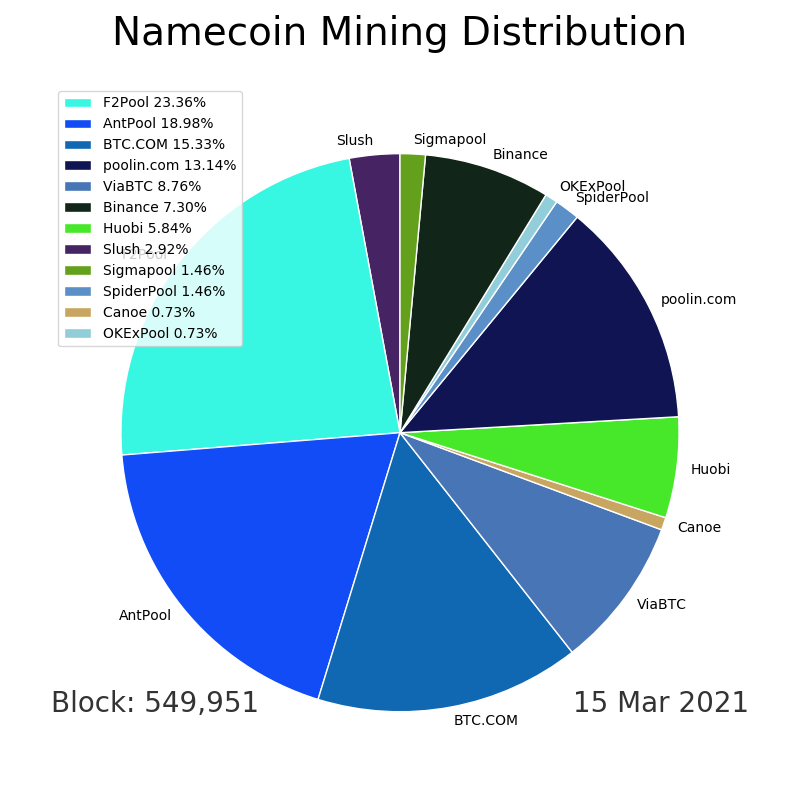 Namecoin Mining Distribution
F2Pool 23.36%
AntPool 18.98%
BTC.COM 15.33%
poolin.com 13.14%
ViaBTC 8.76%
Binance 7.30%
Huobi 5.84%
Slush 2.92%
Sigmapool 1.46%
SpiderPool 1.46%
Canoe 0.73%
OKExPool 0.73%
Slush
Sigmapool
Binance
OKExPool
SpiderPool
F2Pool
poolin.com
Huobi
Canoe
ViaBTC
AntPool
BTC.COM
Block: 549,951
15 Mar 2021